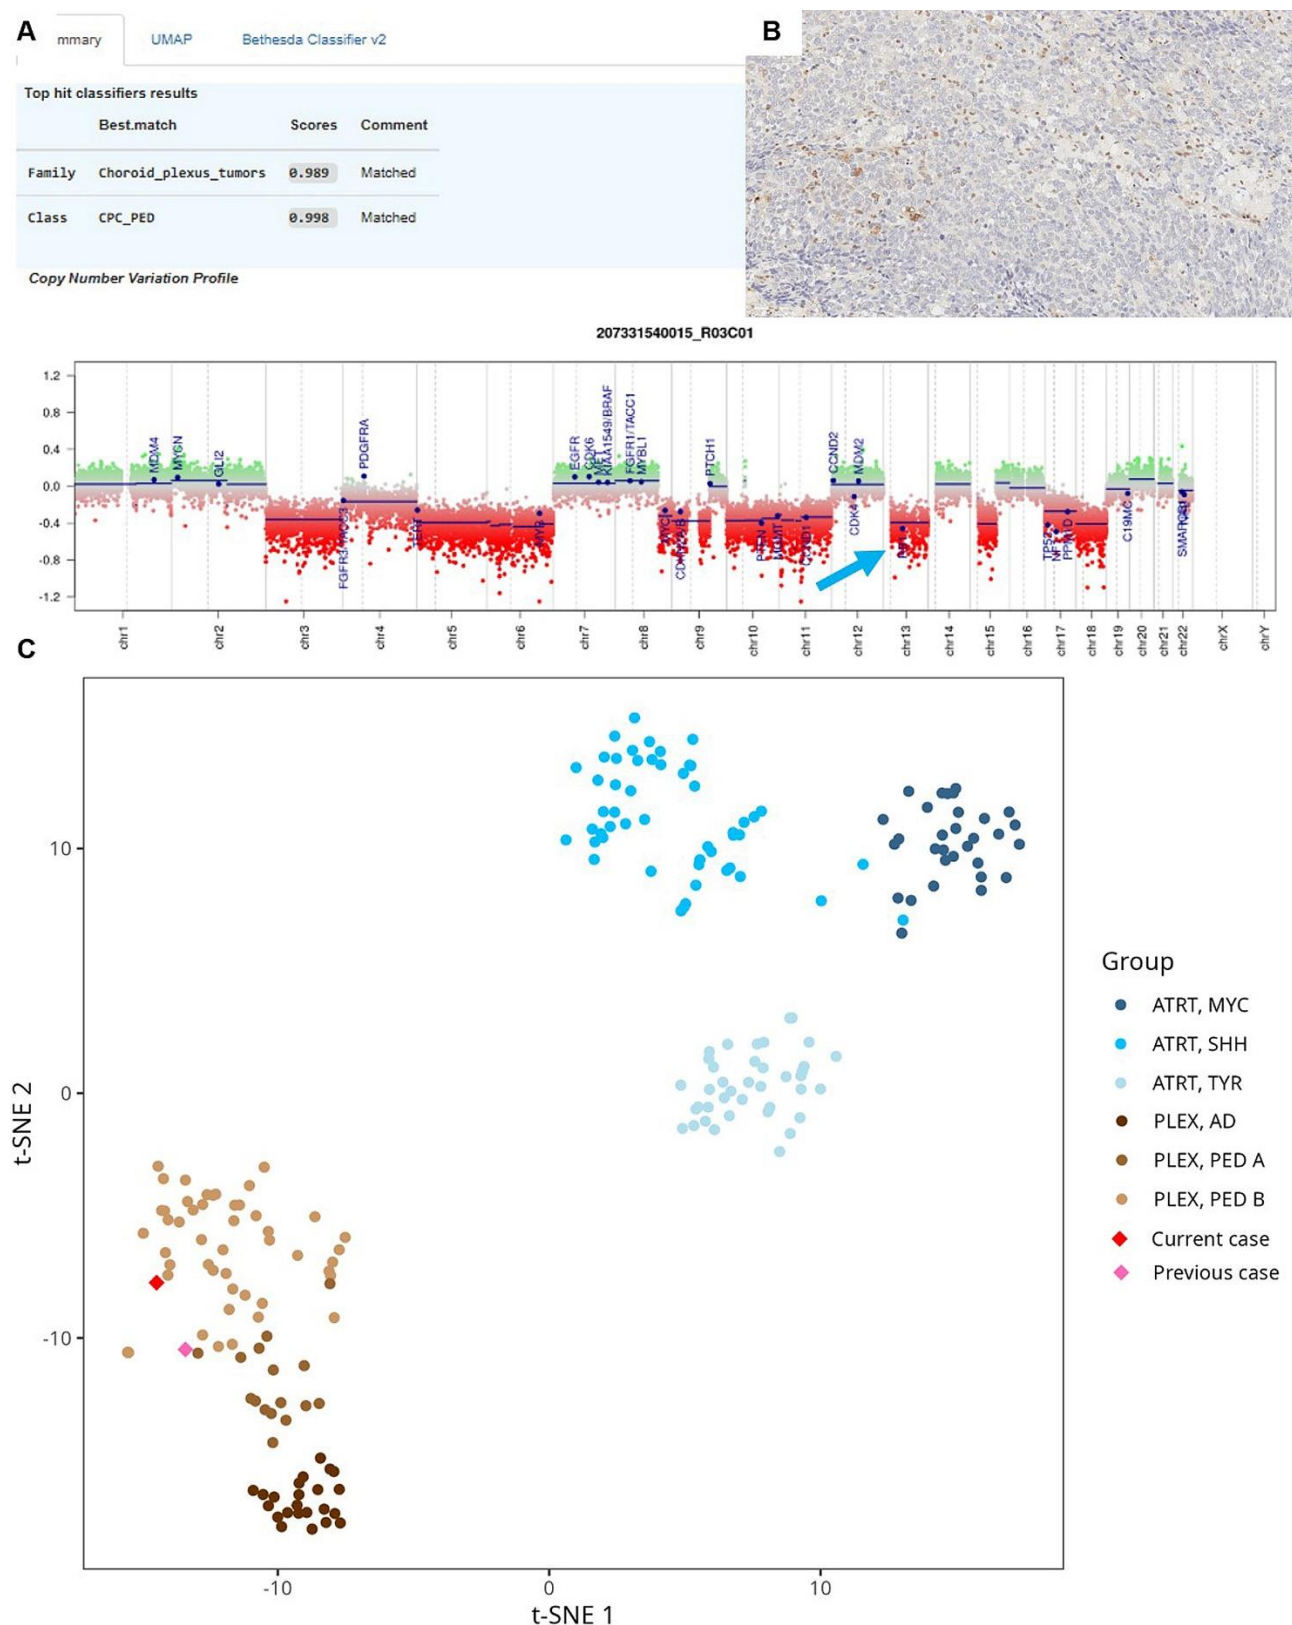 A
mmary UMAP Bethesda Classifier v2
B
Top hit classifiers results
Best.match Scores Comment
Family Choroid_plexus_tumors 0.989 Matched
Class CPC_PED 0.998 Matched
Copy Number Variation Profile
207331540015_R03C01
1.2
0.8
0.4
0.0
-0.4
-0.8
-1.2
MDM4
MYCN
GLI2
FGFR3/TACC3
PDGFRA
TERT
MYB
EGFR
CDK6
MET
KIAA1549/BRAF
FGFR1/TACC1
MYBL1
PTCH1
PTEN
MGMT
CCND1
CCND2
CDK4
MDM2
RB1
TP53
NF1
PPM1D
C19MC
chr1
chr2
chr3
chr4
chr5
chr6
chr7
chr8
chr9
chr10
chr11
chr12
chr13
chr14
chr15
chr16
chr17
chr18
chr19
chr20
chr21
chr22
chrX
chrY
C
10
0
-10
t-SNE 2
-10 0 10
t-SNE 1
Group
ATRT, MYC
ATRT, SHH
ATRT, TYR
PLEX, AD
PLEX, PED A
PLEX, PED B
Current case
Previous case